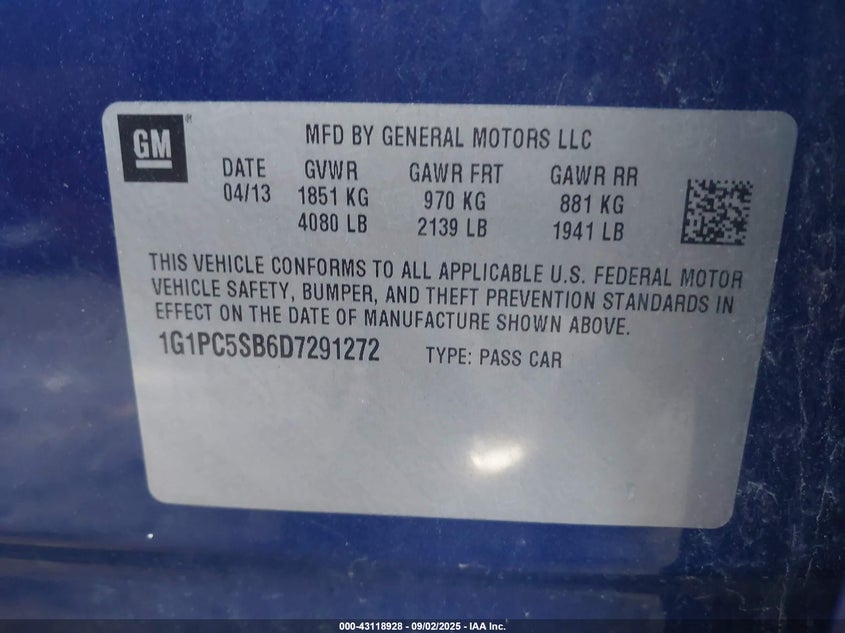 GM®
MFD BY GENERAL MOTORS LLC
DATE GVWR GAWR FRT GAWR RR
04/13 1851 KG 970 KG 881 KG
4080 LB 2139 LB 1941 LB
THIS VEHICLE CONFORMS TO ALL APPLICABLE U.S. FEDERAL MOTOR
VEHICLE SAFETY, BUMPER, AND THEFT PREVENTION STANDARDS IN
EFFECT ON THE DATE OF MANUFACTURE SHOWN ABOVE.
1G1PC5SB6D7291272 TYPE: PASS CAR
000-43118928 - 09/02/2025 - IAA Inc.